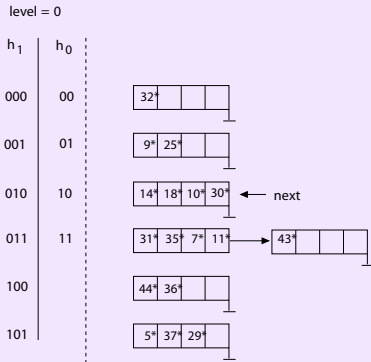 level = 0
h1 h0
000 00 32*
001 01 9* 25*
010 10 14* 18* 10* 30* next
011 11 31* 35* 7* 11* 43*
100 44* 36*
101 5* 37* 29*